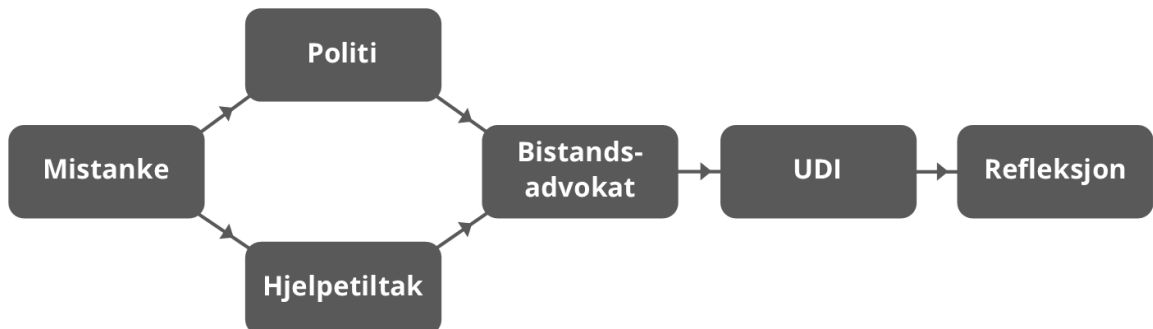 Politi
Mistanke
Bistands-
advokat
UDI
Refleksjon
Hjelpetiltak